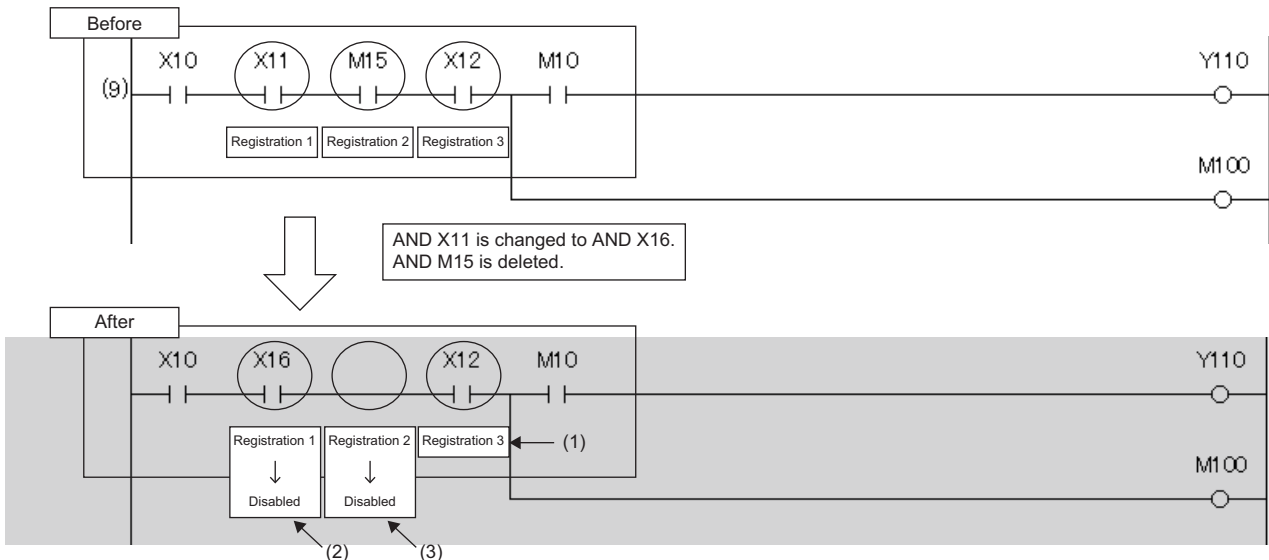 Before
X10 X11 M15 X12 M10 Y110
(9)
Registration 1 Registration 2 Registration 3
M100
AND X11 is changed to AND X16.
AND M15 is deleted.
After
X10 X16 X12 M10 Y110
Registration 1 Registration 2 Registration 3 (1)
↓ ↓
M100
Disabled Disabled
(2) (3)